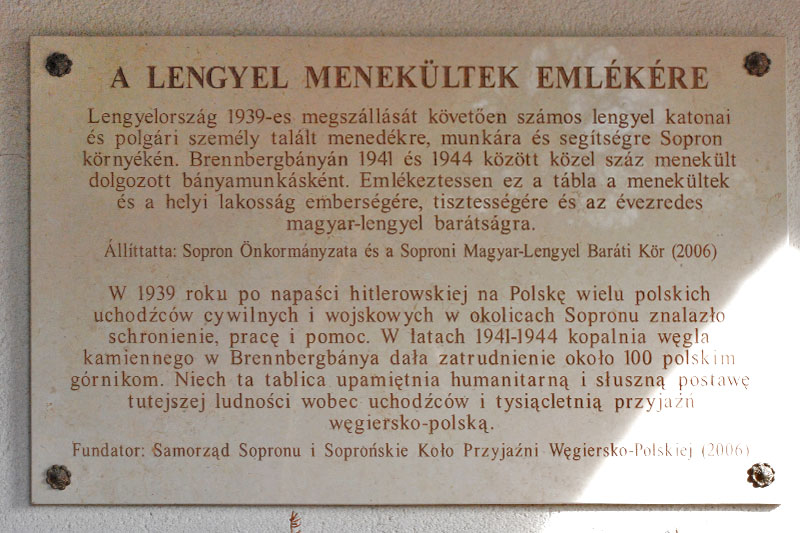 A LENGYEL MENEKÜLTEK EMLÉKÉRE
Lengyelország 1939-es megszállását követően számos lengyel katonai
és polgári személy talált menedékre, munkára és segítségre Sopron
környékén. Brennbergbányán 1941 és 1944 között közel száz menekült
dolgozott bányamunkásként. Emlékeztessen ez a tábla a menekültek
és a helyi lakosság emberségére, tisztességére és az évezredes
magyar-lengyel barátságra.
Állíttatta: Sopron Önkormányzata és a Soproni Magyar-Lengyel Baráti Kör (2006)
W 1939 roku po napaści hitlerowskiej na Polskę wielu polskich
uchodźców cywilnych i wojskowych w okolicach Sopronu znalazło
schronienie, pracę i pomoc. W latach 1941-1944 kopalnia węgla
kamiennego w Brennbergbánya dała zatrudnienie około 100 polskim
górnikom. Niech ta tablica upamiętnia humanitarną i słuszną postawę
tutejszej ludności wobec uchodźców i tysiącletnią przyjaźń
węgiersko-polską.
Fundator: Samorząd Sopronu i Soprońskie Koło Przyjaźni Węgiersko-Polskiej (2006)